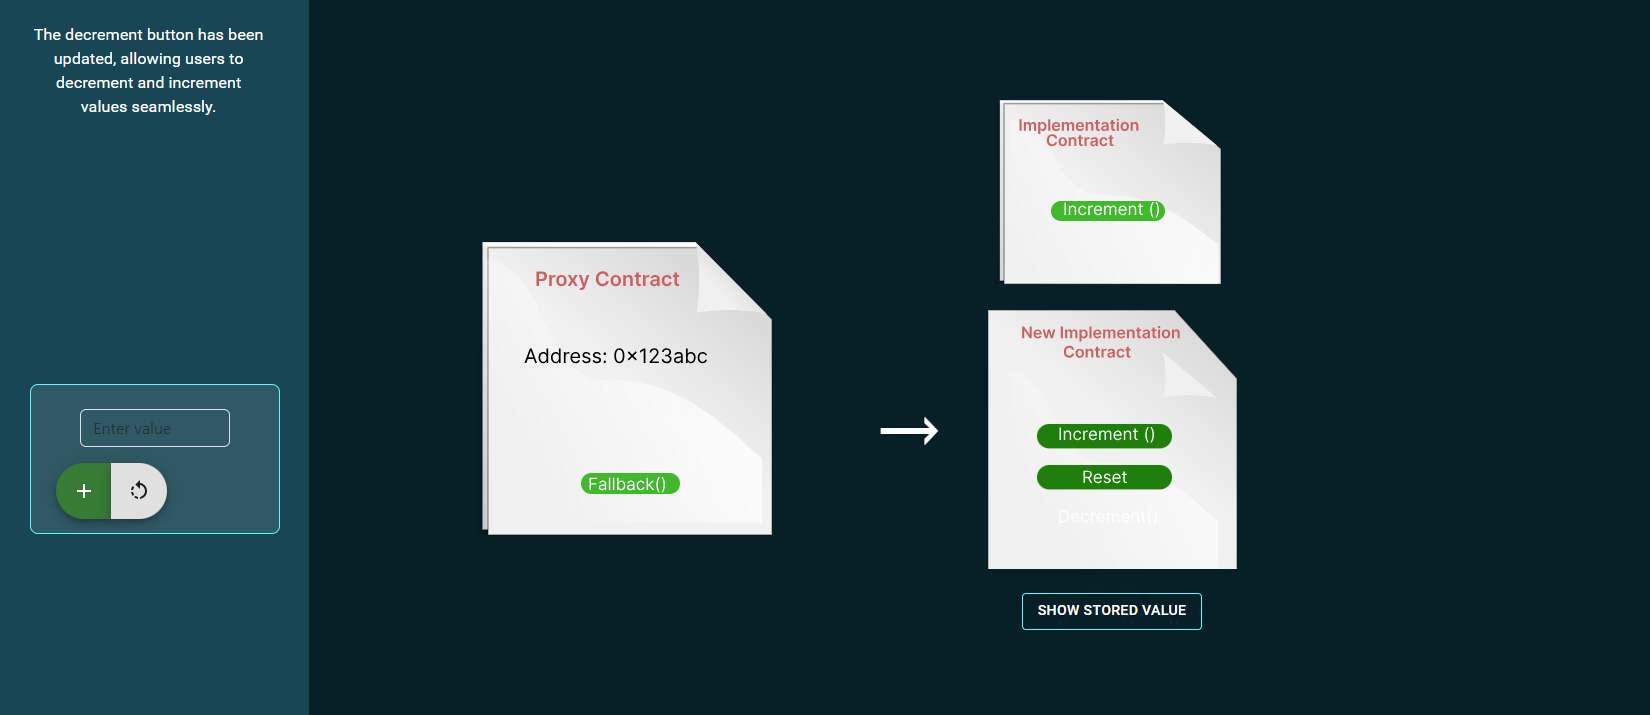 The decrement button has been
updated, allowing users to
decrement and increment
values seamlessly.
Enter value
+
Proxy Contract
Address: 0×123abc
Fallback()
Implementation
Contract
Increment ()
New Implementation
Contract
Increment ()
Reset
Decrement()
SHOW STORED VALUE